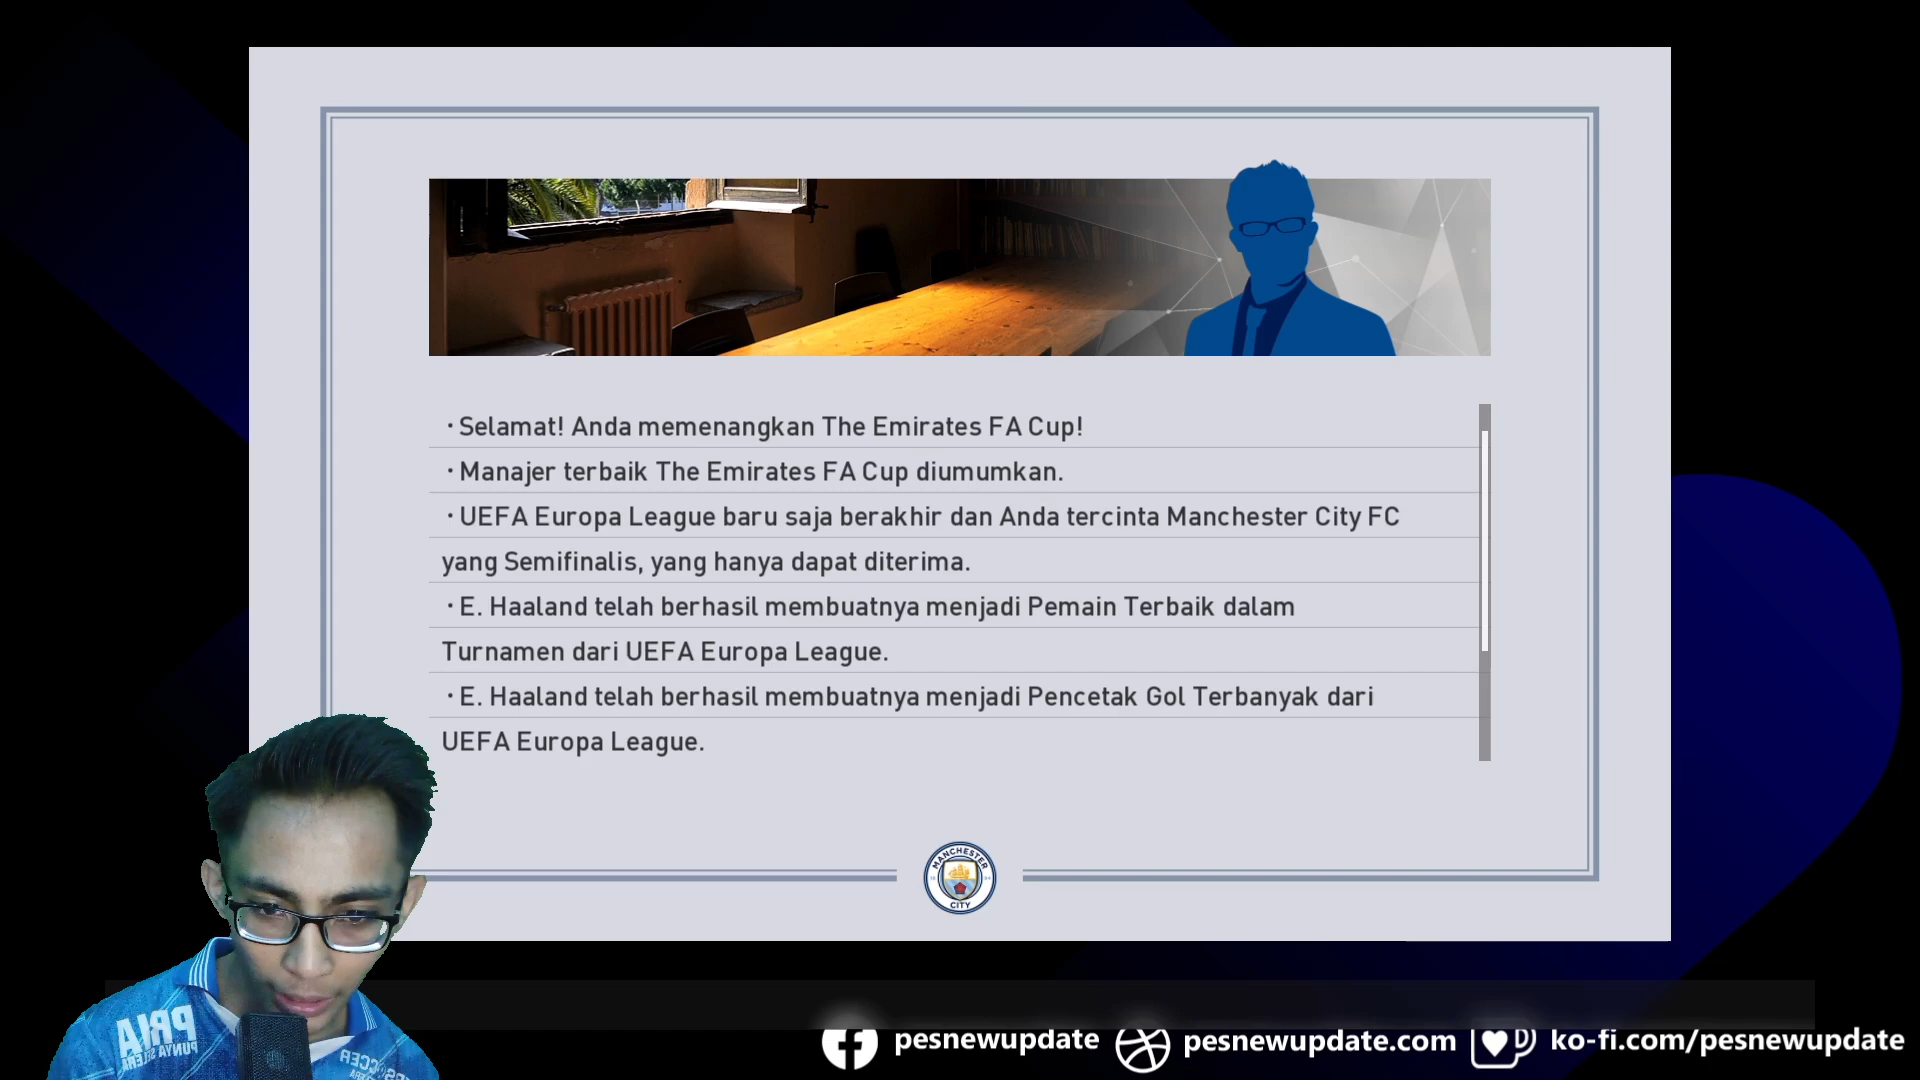 ・Selamat! Anda memenangkan The Emirates FA Cup!
・Manajer terbaik The Emirates FA Cup diumumkan.
・UEFA Europa League baru saja berakhir dan Anda tercinta Manchester City FC
yang Semifinalis, yang hanya dapat diterima.
・E. Haaland telah berhasil membuatnya menjadi Pemain Terbaik dalam
Turnamen dari UEFA Europa League.
・E. Haaland telah berhasil membuatnya menjadi Pencetak Gol Terbanyak dari
UEFA Europa League.
MANCHESTER
CITY
PRIA
PUNYA SELERA
pesnewupdate
pesnewupdate.com
ko-fi.com/pesnewupdate